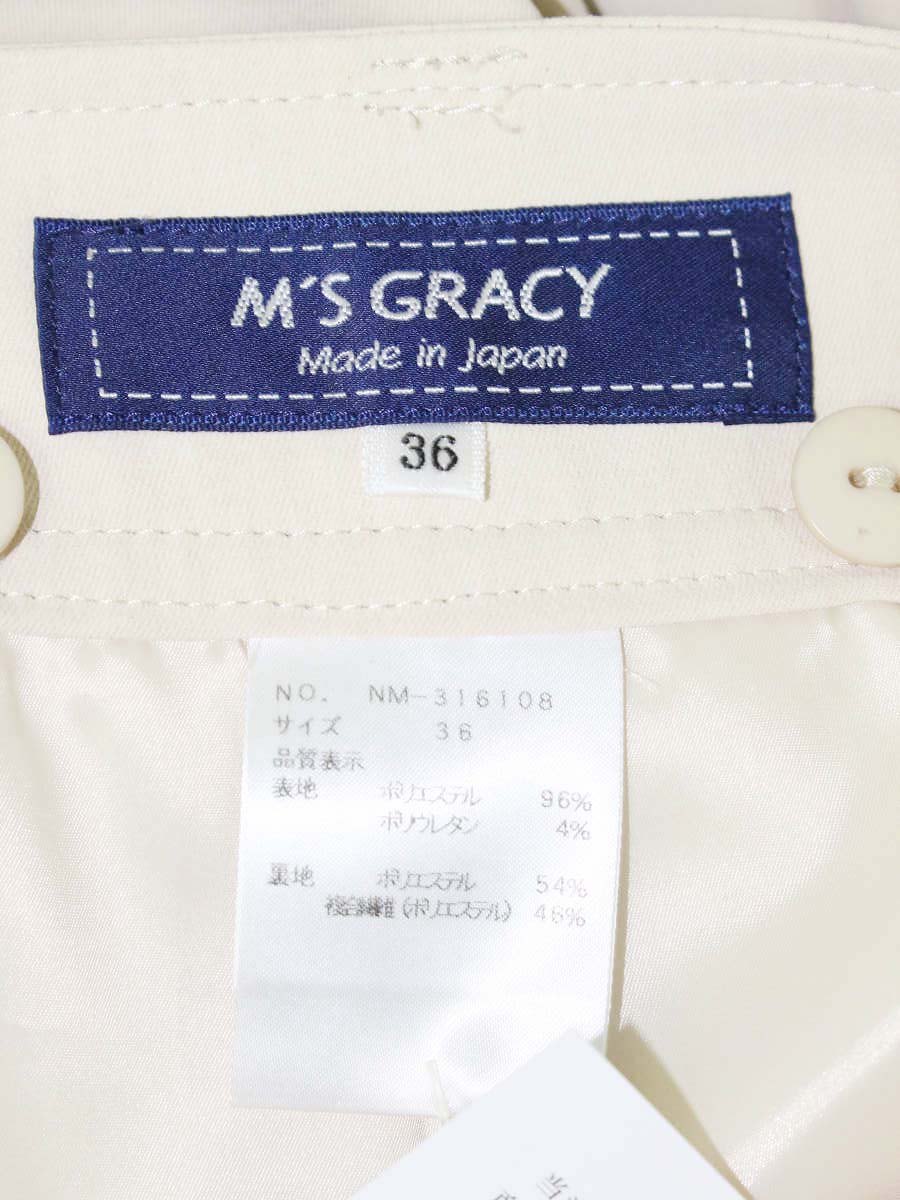 M'S GRACY
Made in Japan
36
NO. NM-316108
サイズ 36
品質表示
表地 ポリエステル 96%
ポリウレタン 4%
裏地 ポリエステル 54%
複合繊維(ポリエステル) 46%
当